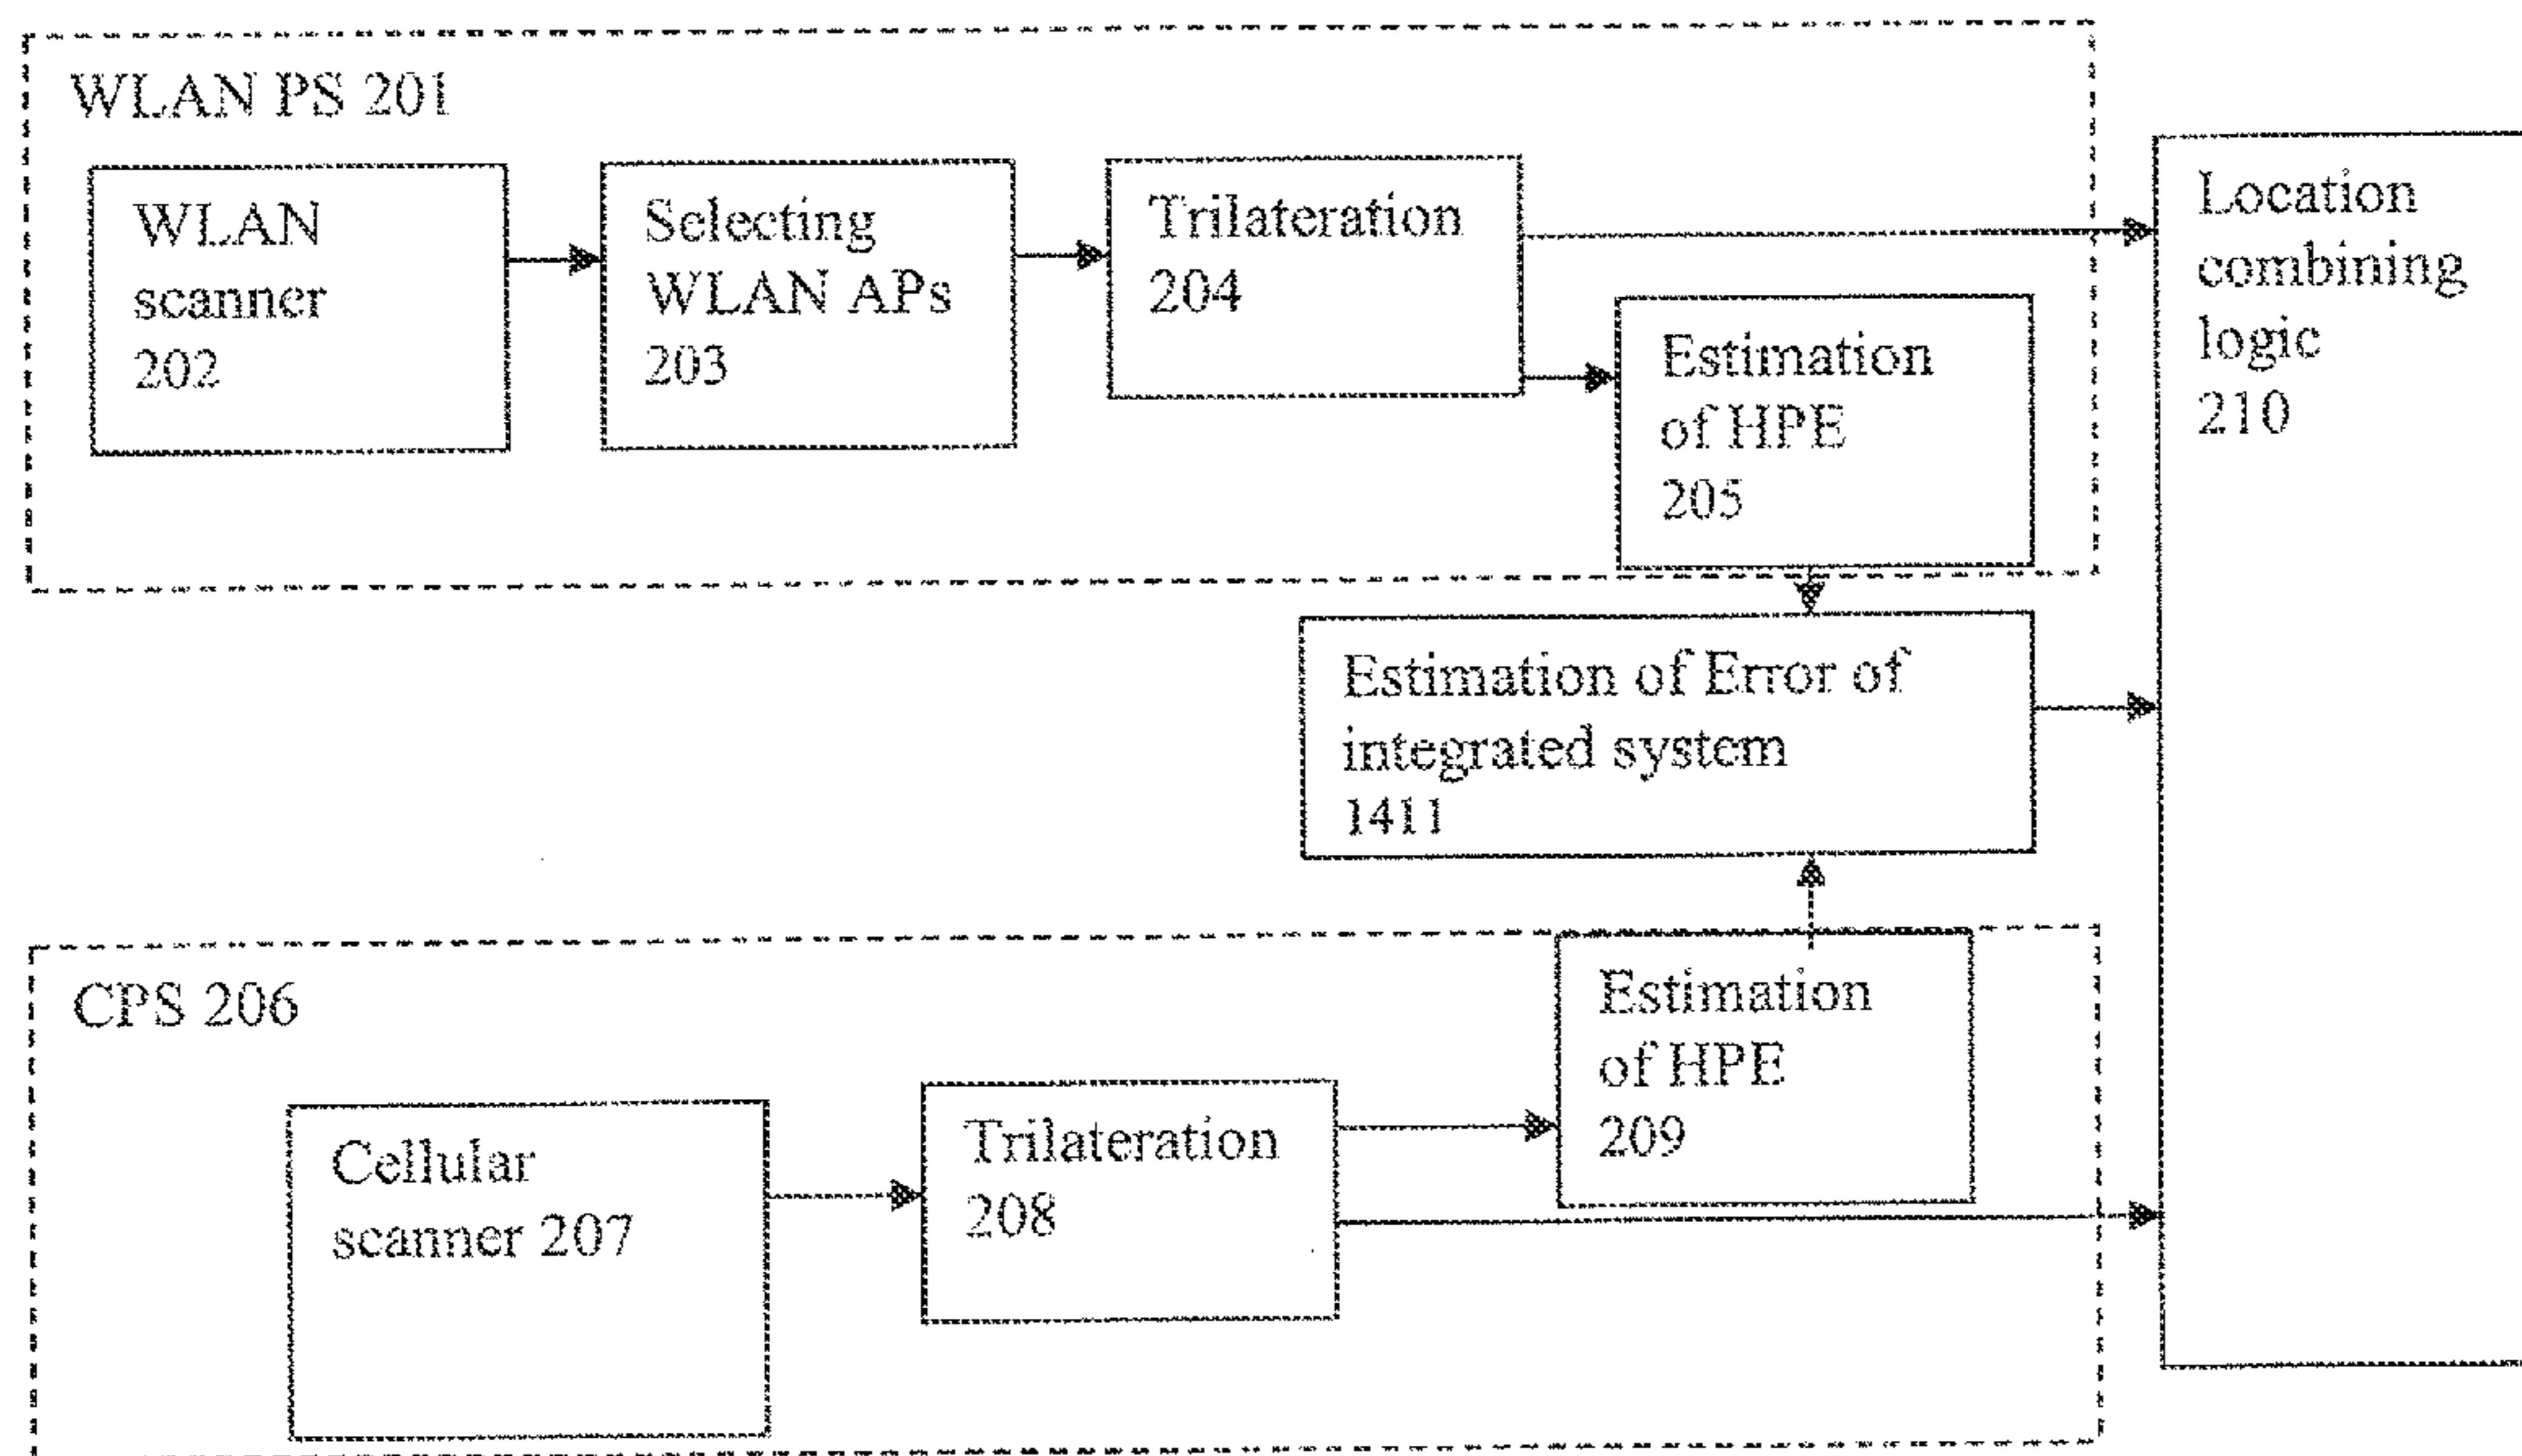 WLAN PS 201
WLAN
scanner
202
Selecting
WLAN APs
203
Trilateration
204
Estimation
of HPE
205
Location
combining
logic
210
Estimation of Error of
integrated system
1411
CPS 206
Cellular
scanner 207
Trilateration
208
Estimation
of HPE
209